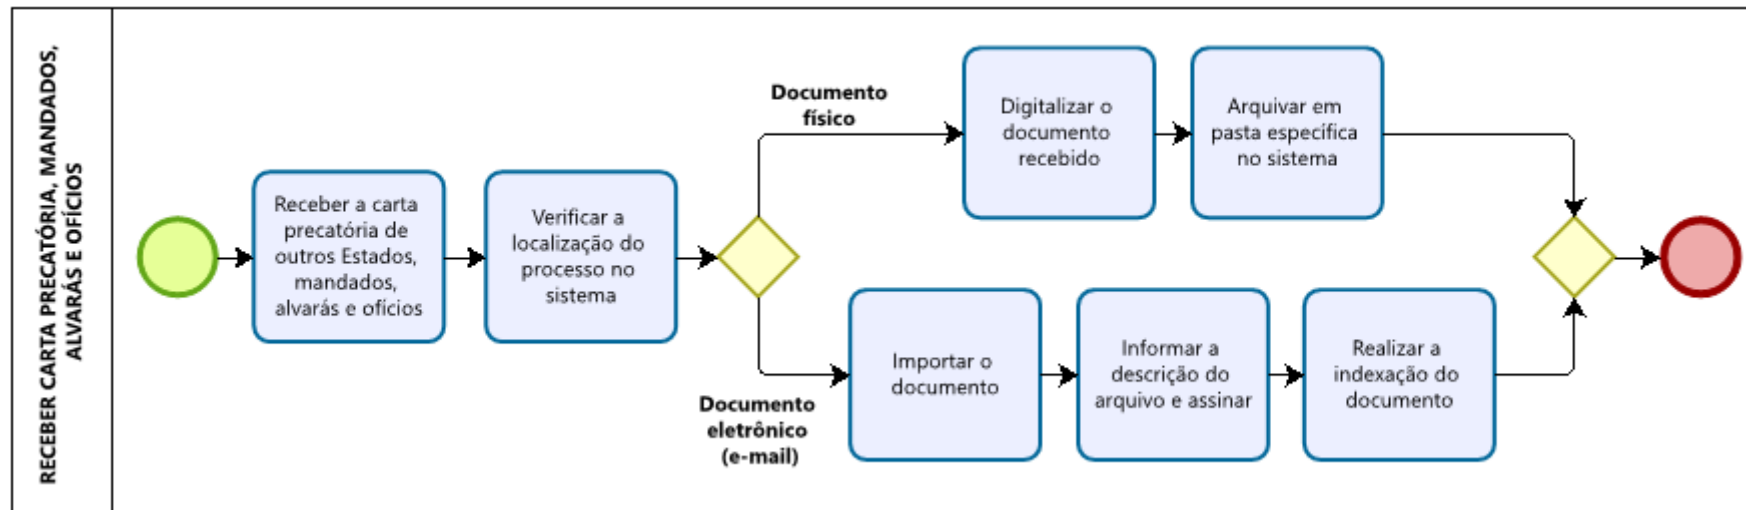 RECEBER CARTA PRECATÓRIA, MANDADOS,
ALVARÁS E OFÍCIOS
Receber a carta
precatória de
outros Estados,
mandados,
alvarás e ofícios
Verificar a
localização do
processo no
sistema
Documento
físico
Digitalizar o
documento
recebido
Arquivar em
pasta específica
no sistema
Documento
eletrônico
(e-mail)
Importar o
documento
Informar a
descrição do
arquivo e assinar
Realizar a
indexação do
documento